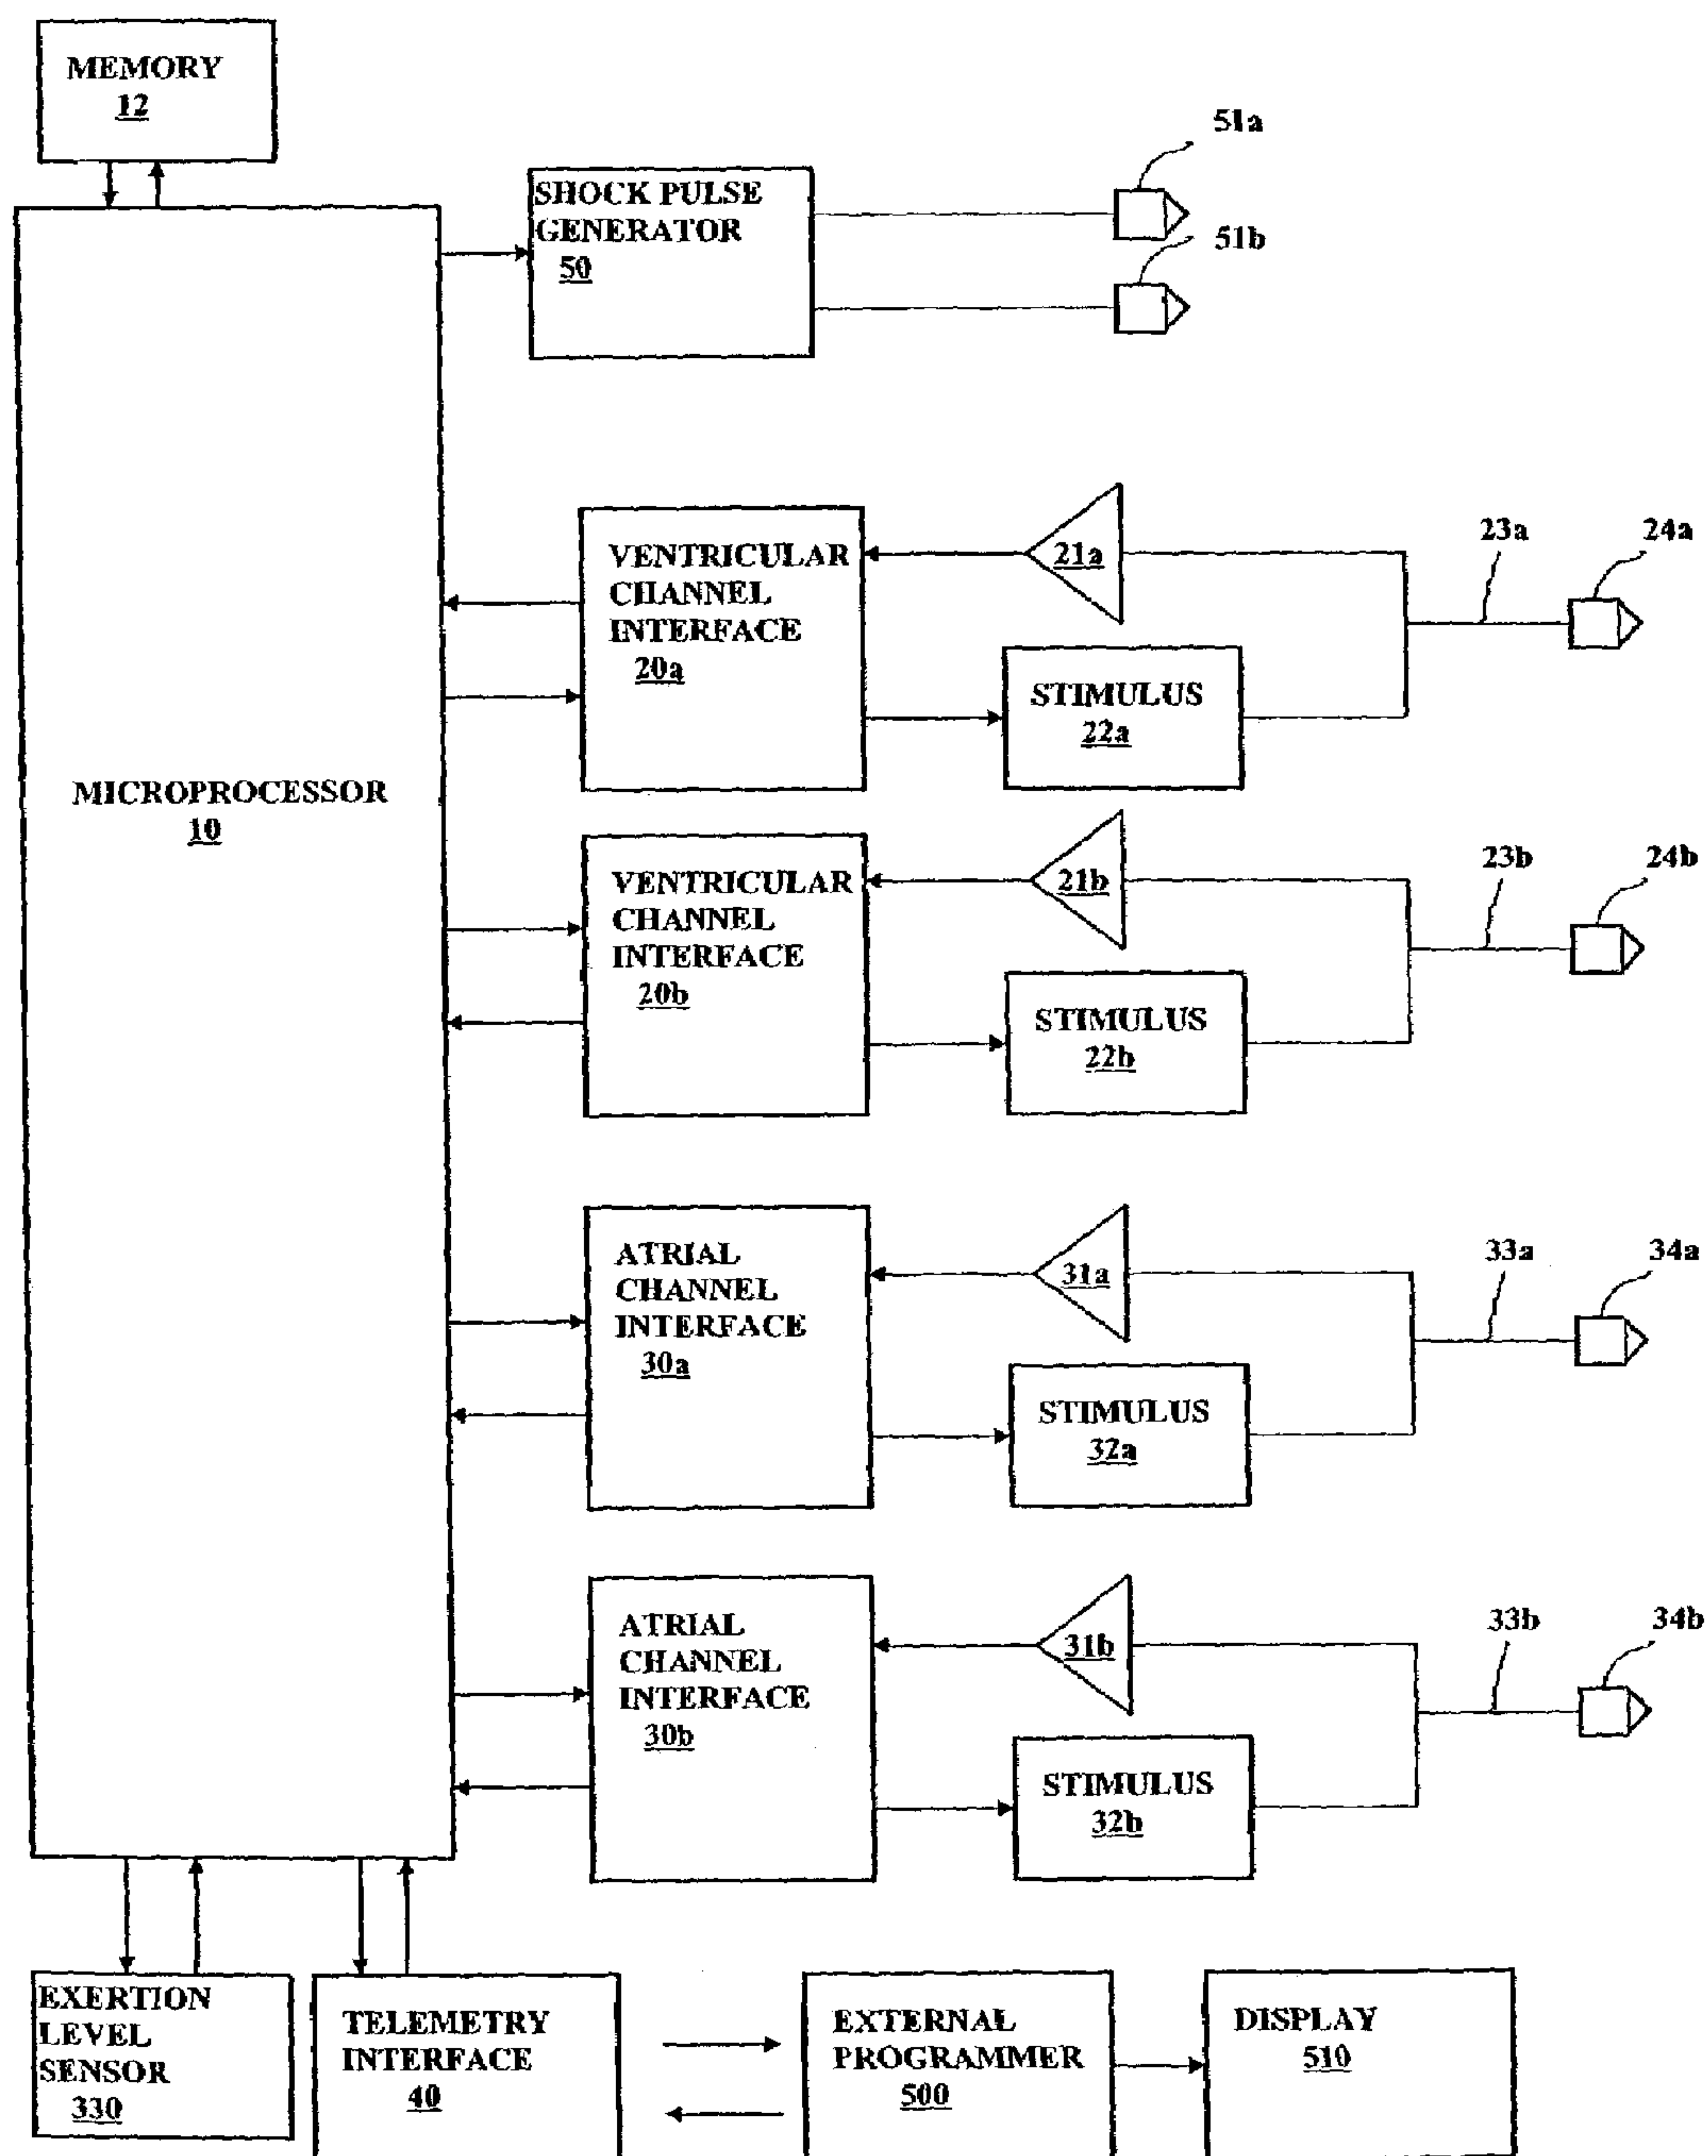 MEMORY
12
51a
SHOCK PULSE
GENERATOR
50
51b
MICROPROCESSOR
10
VENTRICULAR
CHANNEL
INTERFACE
20a
21a
23a
24a
STIMULUS
22a
VENTRICULAR
CHANNEL
INTERFACE
20b
21b
23b
24b
STIMULUS
22b
ATRIAL
CHANNEL
INTERFACE
30a
31a
33a
34a
STIMULUS
32a
ATRIAL
CHANNEL
INTERFACE
30b
31b
33b
34b
STIMULUS
32b
EXERTION
LEVEL
SENSOR
330
TELEMETRY
INTERFACE
40
EXTERNAL
PROGRAMMER
500
DISPLAY
510